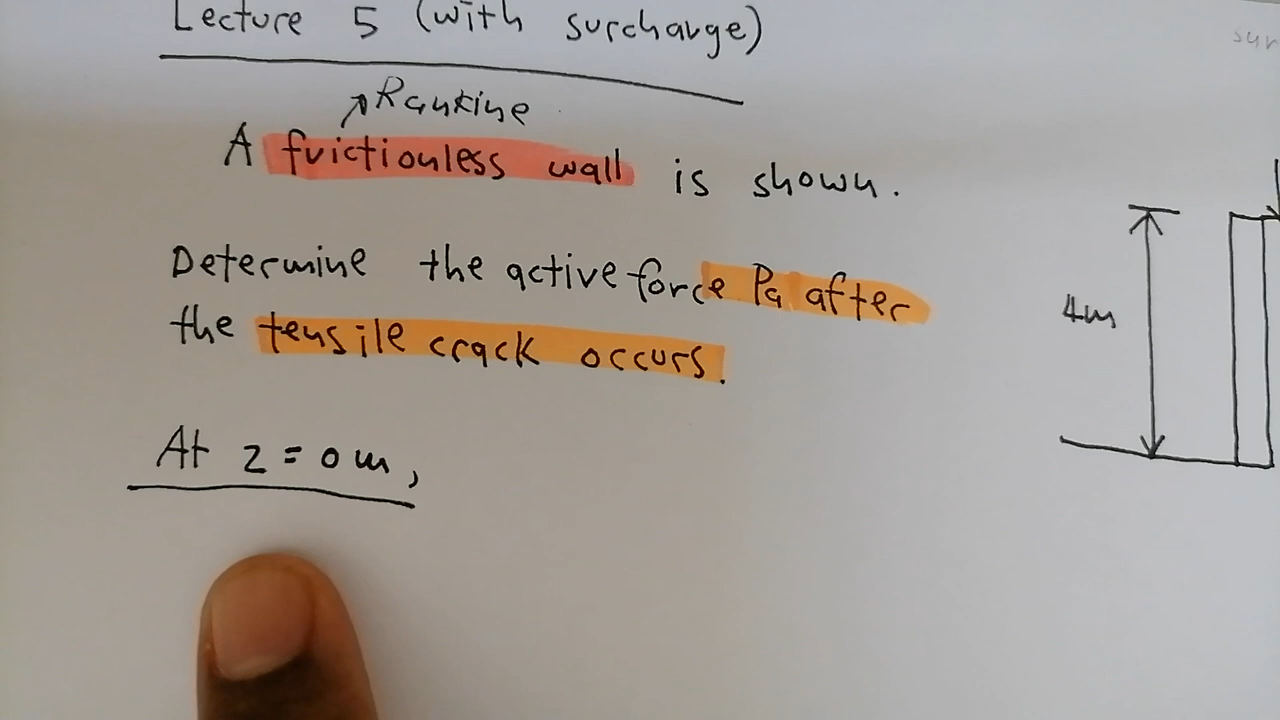 Lecture 5 (with surcharge)
sur
Rankine
A frictionless wall is shown.
Determine the active force Pa after
the tensile crack occurs.
4m
At z = 0 m,